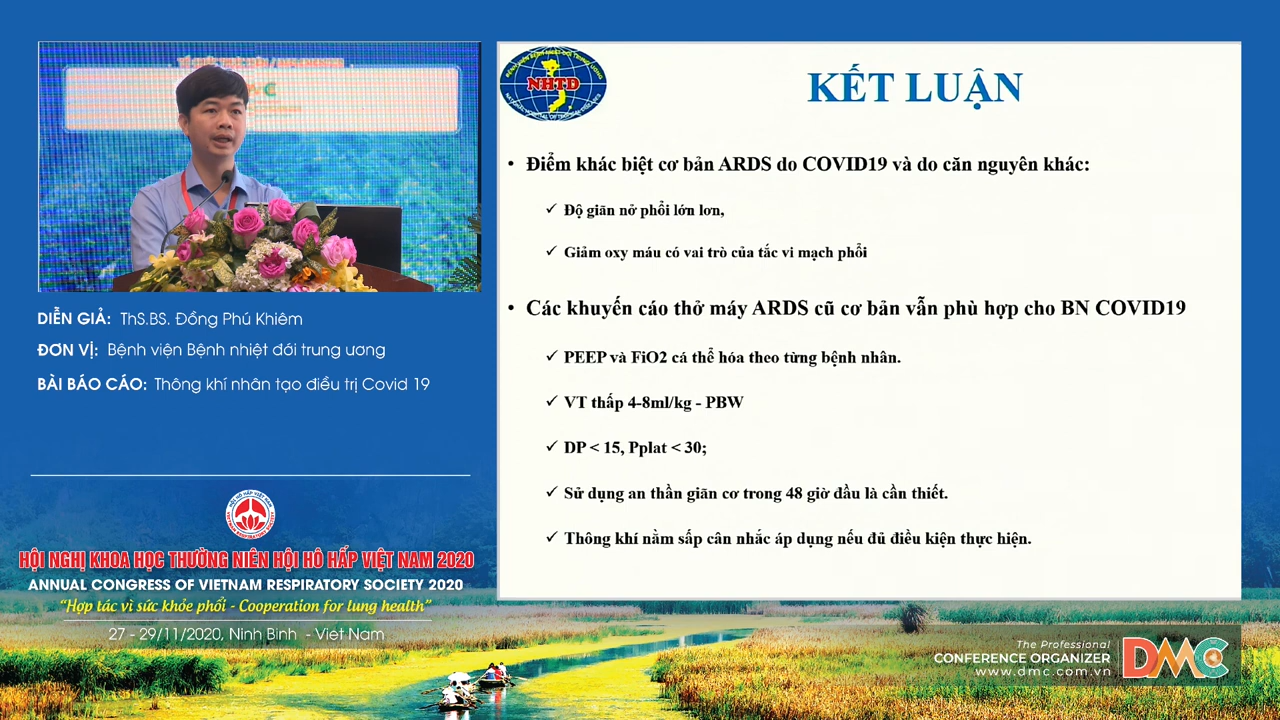 NHTD
KẾT LUẬN
• Điểm khác biệt cơ bản ARDS do COVID19 và do căn nguyên khác:
✓ Độ giãn nở phổi lớn lơn,
✓ Giảm oxy máu có vai trò của tắc vi mạch phổi
• Các khuyến cáo thở máy ARDS cũ cơ bản vẫn phù hợp cho BN COVID19
✓ PEEP và FiO2 cá thể hóa theo từng bệnh nhân.
✓ VT thấp 4-8ml/kg - PBW
✓ DP < 15, Pplat < 30;
✓ Sử dụng an thần giãn cơ trong 48 giờ đầu là cần thiết.
✓ Thông khí nằm sấp cân nhắc áp dụng nếu đủ điều kiện thực hiện.
DIỄN GIẢ: ThS.BS. Đồng Phú Khiêm
ĐƠN VỊ: Bệnh viện Bệnh nhiệt đới trung ương
BÀI BÁO CÁO: Thông khí nhân tạo điều trị Covid 19
HỘI HÔ HẤP VIỆT NAM
VIETNAM RESPIRATORY SOCIETY
HỘI NGHỊ KHOA HỌC THƯỜNG NIÊN HỘI HÔ HẤP VIỆT NAM 2020
ANNUAL CONGRESS OF VIETNAM RESPIRATORY SOCIETY 2020
“Hợp tác vì sức khỏe phổi - Cooperation for lung health”
27 - 29/11/2020, Ninh Bình - Việt Nam
The Professional
CONFERENCE ORGANIZER
www.dmc.com.vn
DMC